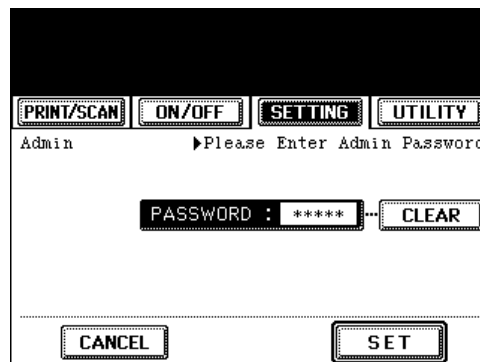 PRINT/SCAN ON/OFF SETTING UTILITY
Admin ▶Please Enter Admin Password
PASSWORD : ***** CLEAR
CANCEL SET